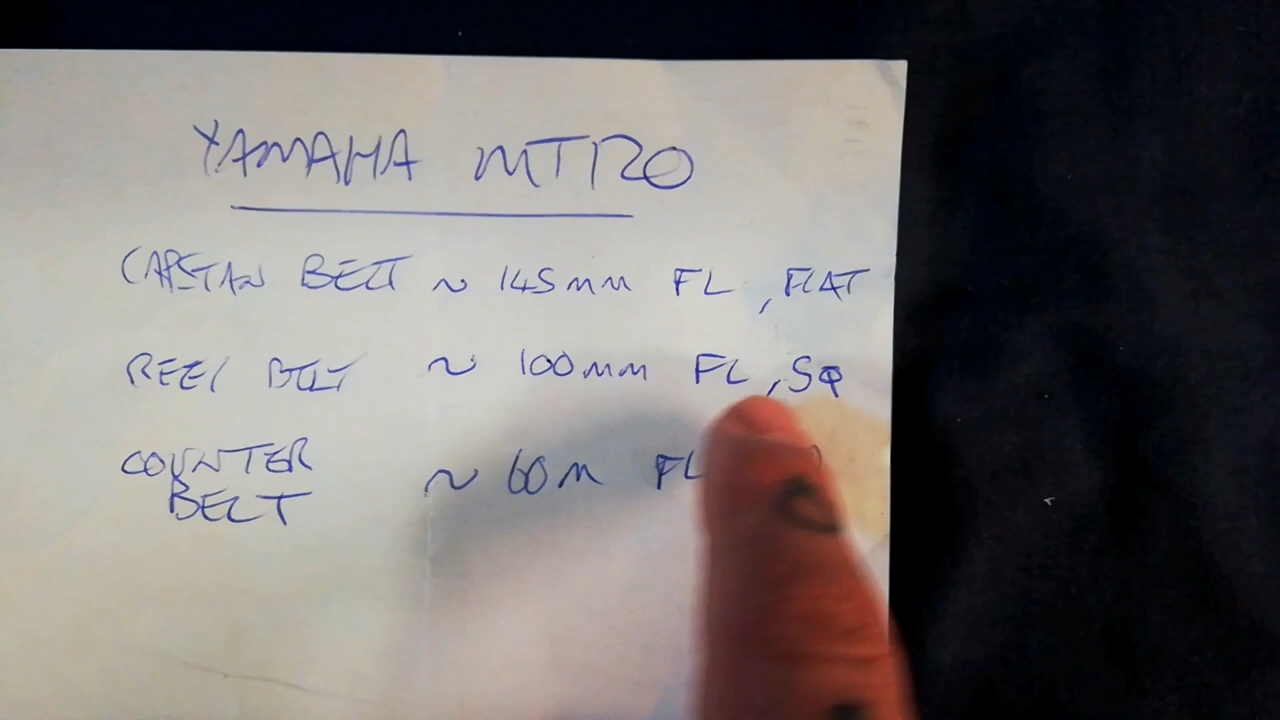 YAMAHA MT120
CAPSTAN BELT ~ 145mm FL, FLAT
REEL BELT ~ 100mm FL, SQ
COUNTER ~ 60m FL
BELT